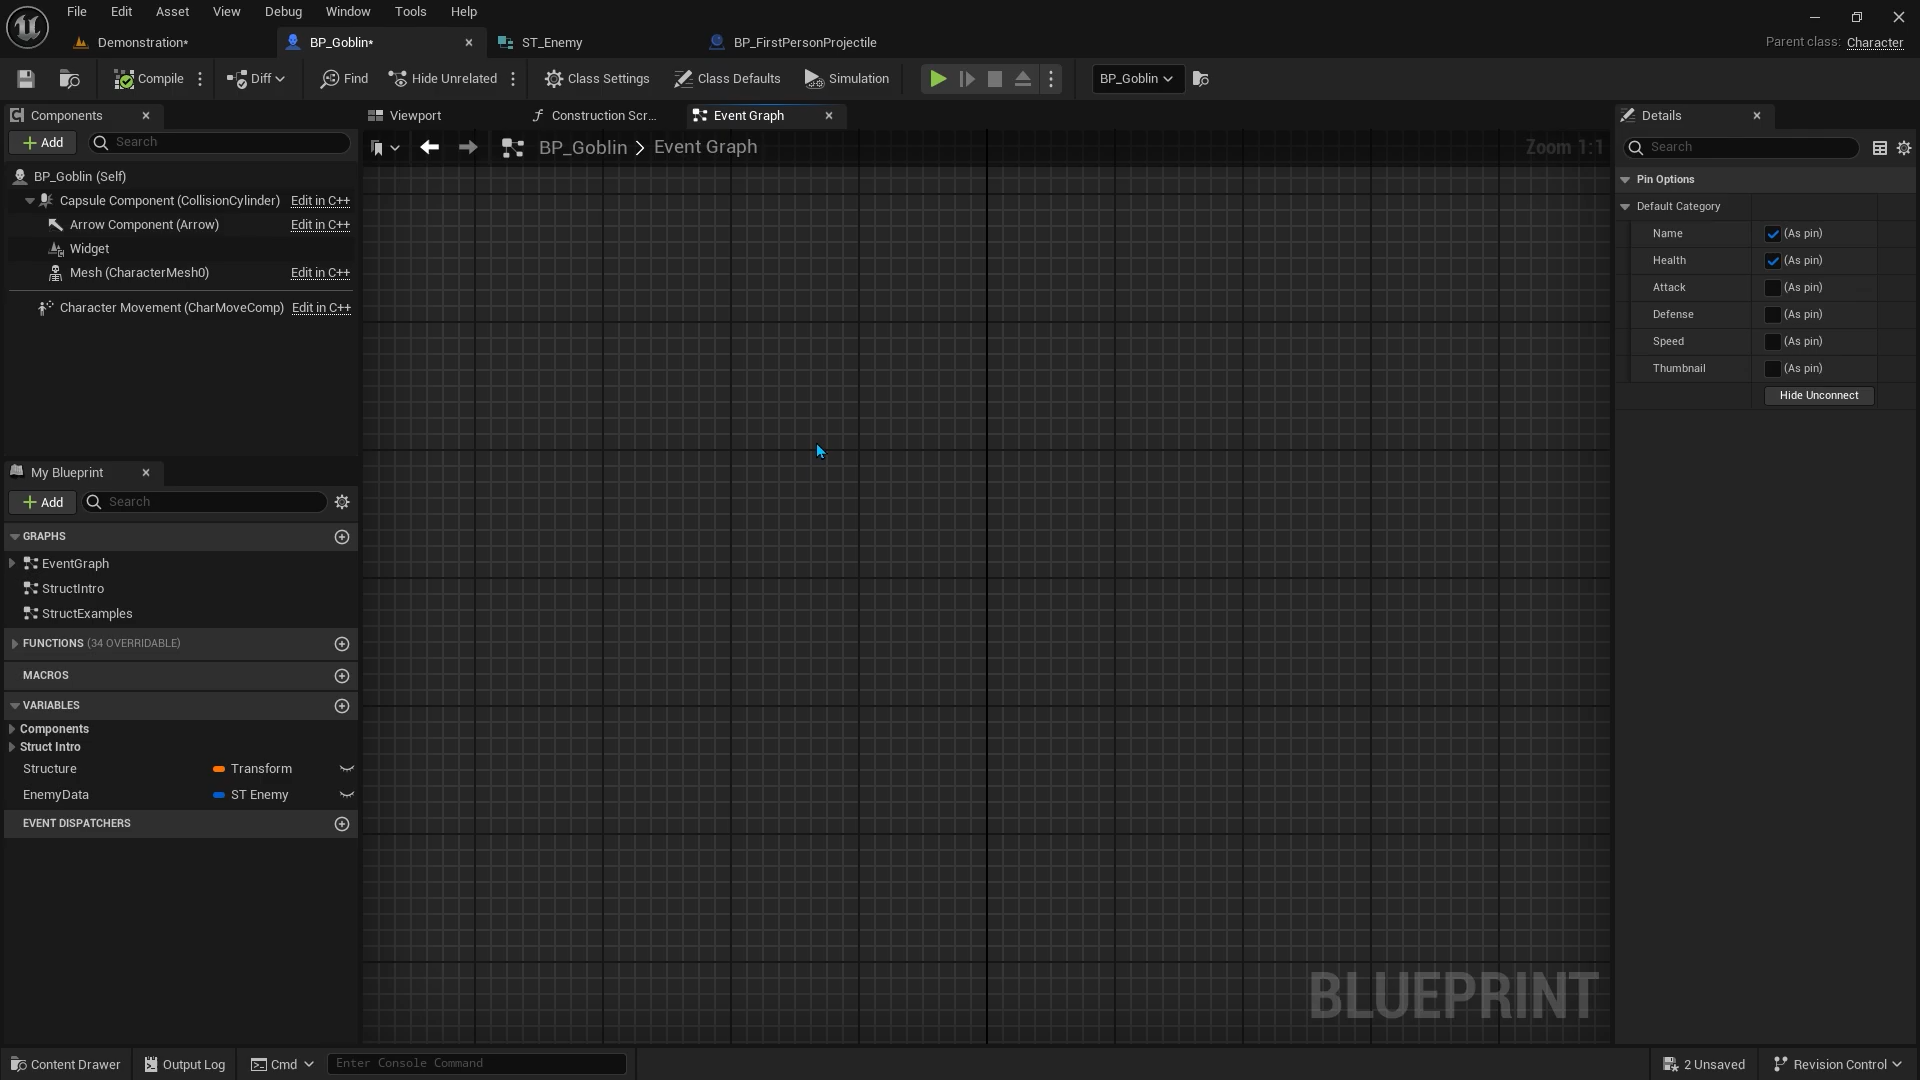 File Edit Asset View Debug Window Tools Help
Demonstration* BP_Goblin* ST_Enemy BP_FirstPersonProjectile Parent class: Character
Compile Diff Find Hide Unrelated Class Settings Class Defaults Simulation BP_Goblin
Components Viewport Construction Scr... Event Graph Details
Add Search BP_Goblin > Event Graph Zoom 1:1 Search
BP_Goblin (Self)
Capsule Component (CollisionCylinder) Edit in C++
Arrow Component (Arrow) Edit in C++
Widget
Mesh (CharacterMesh0) Edit in C++
Character Movement (CharMoveComp) Edit in C++
Pin Options
Default Category
Name (As pin)
Health (As pin)
Attack (As pin)
Defense (As pin)
Speed (As pin)
Thumbnail (As pin)
Hide Unconnect
My Blueprint
Add Search
GRAPHS
EventGraph
StructIntro
StructExamples
FUNCTIONS (34 OVERRIDABLE)
MACROS
VARIABLES
Components
Struct Intro
Structure Transform
EnemyData ST Enemy
EVENT DISPATCHERS
BLUEPRINT
Content Drawer Output Log Cmd Enter Console Command 2 Unsaved Revision Control